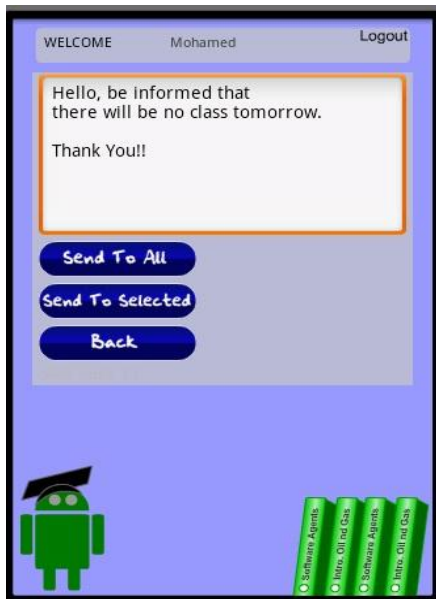 WELCOME Mohamed Logout
Hello, be informed that
there will be no class tomorrow.
Thank You!!
Send To All
Send To Selected
Back
Software Agents
Intro. Oil nd Gas
Software Agents
Intro. Oil nd Gas